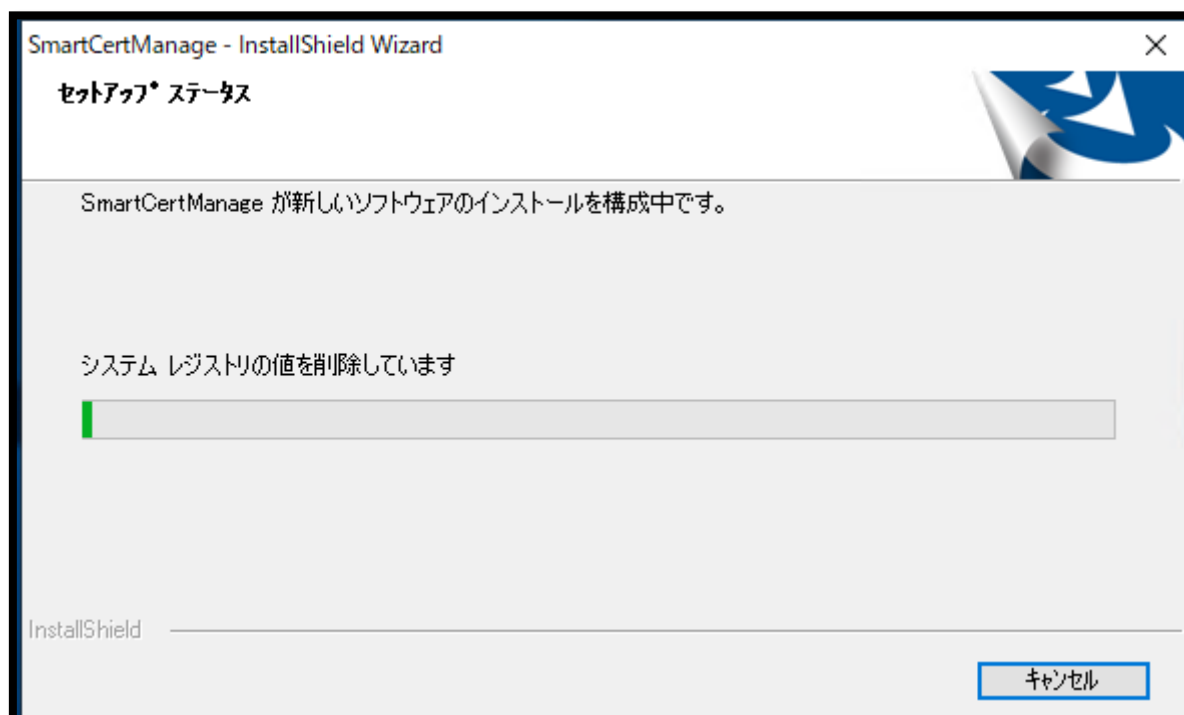 SmartCertManage - InstallShield Wizard
セットアップ ステータス
SmartCertManage が新しいソフトウェアのインストールを構成中です。
システム レジストリの値を削除しています
InstallShield
キャンセル